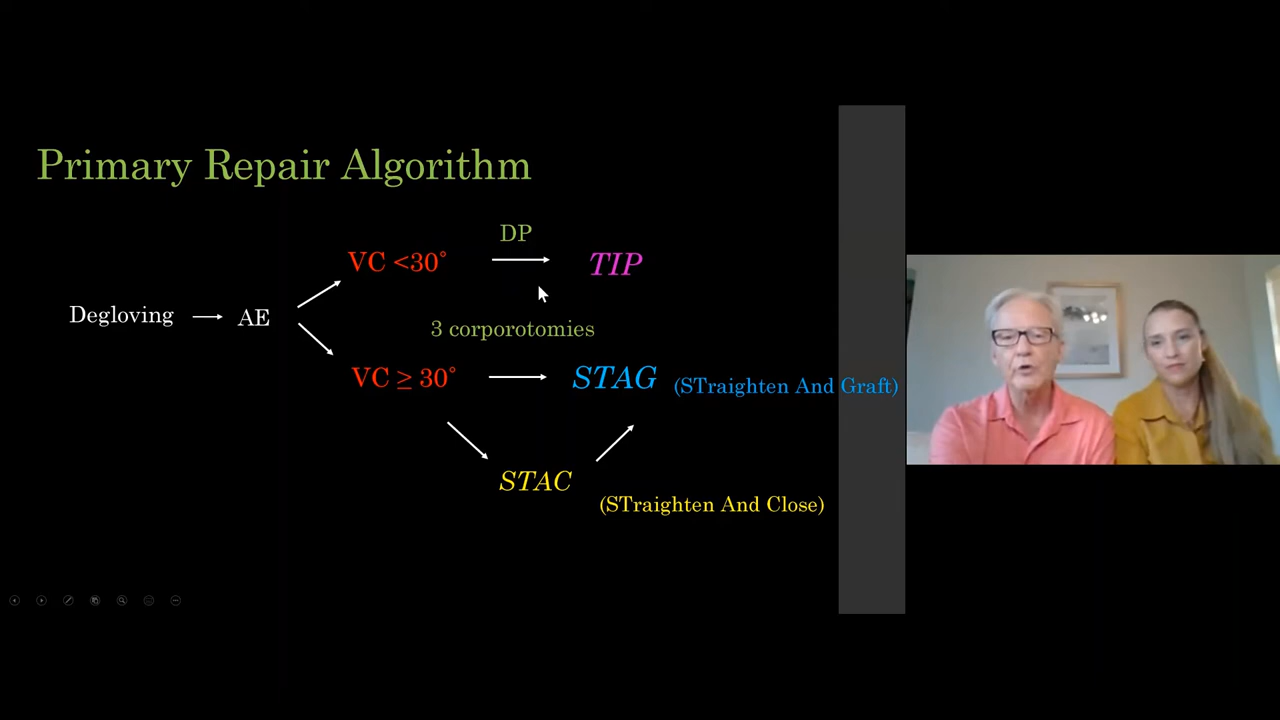 Primary Repair Algorithm
DP
VC <30°
TIP
Degloving
AE
3 corporotomies
VC ≥ 30°
STAG
(STraighten And Graft)
STAC
(STraighten And Close)